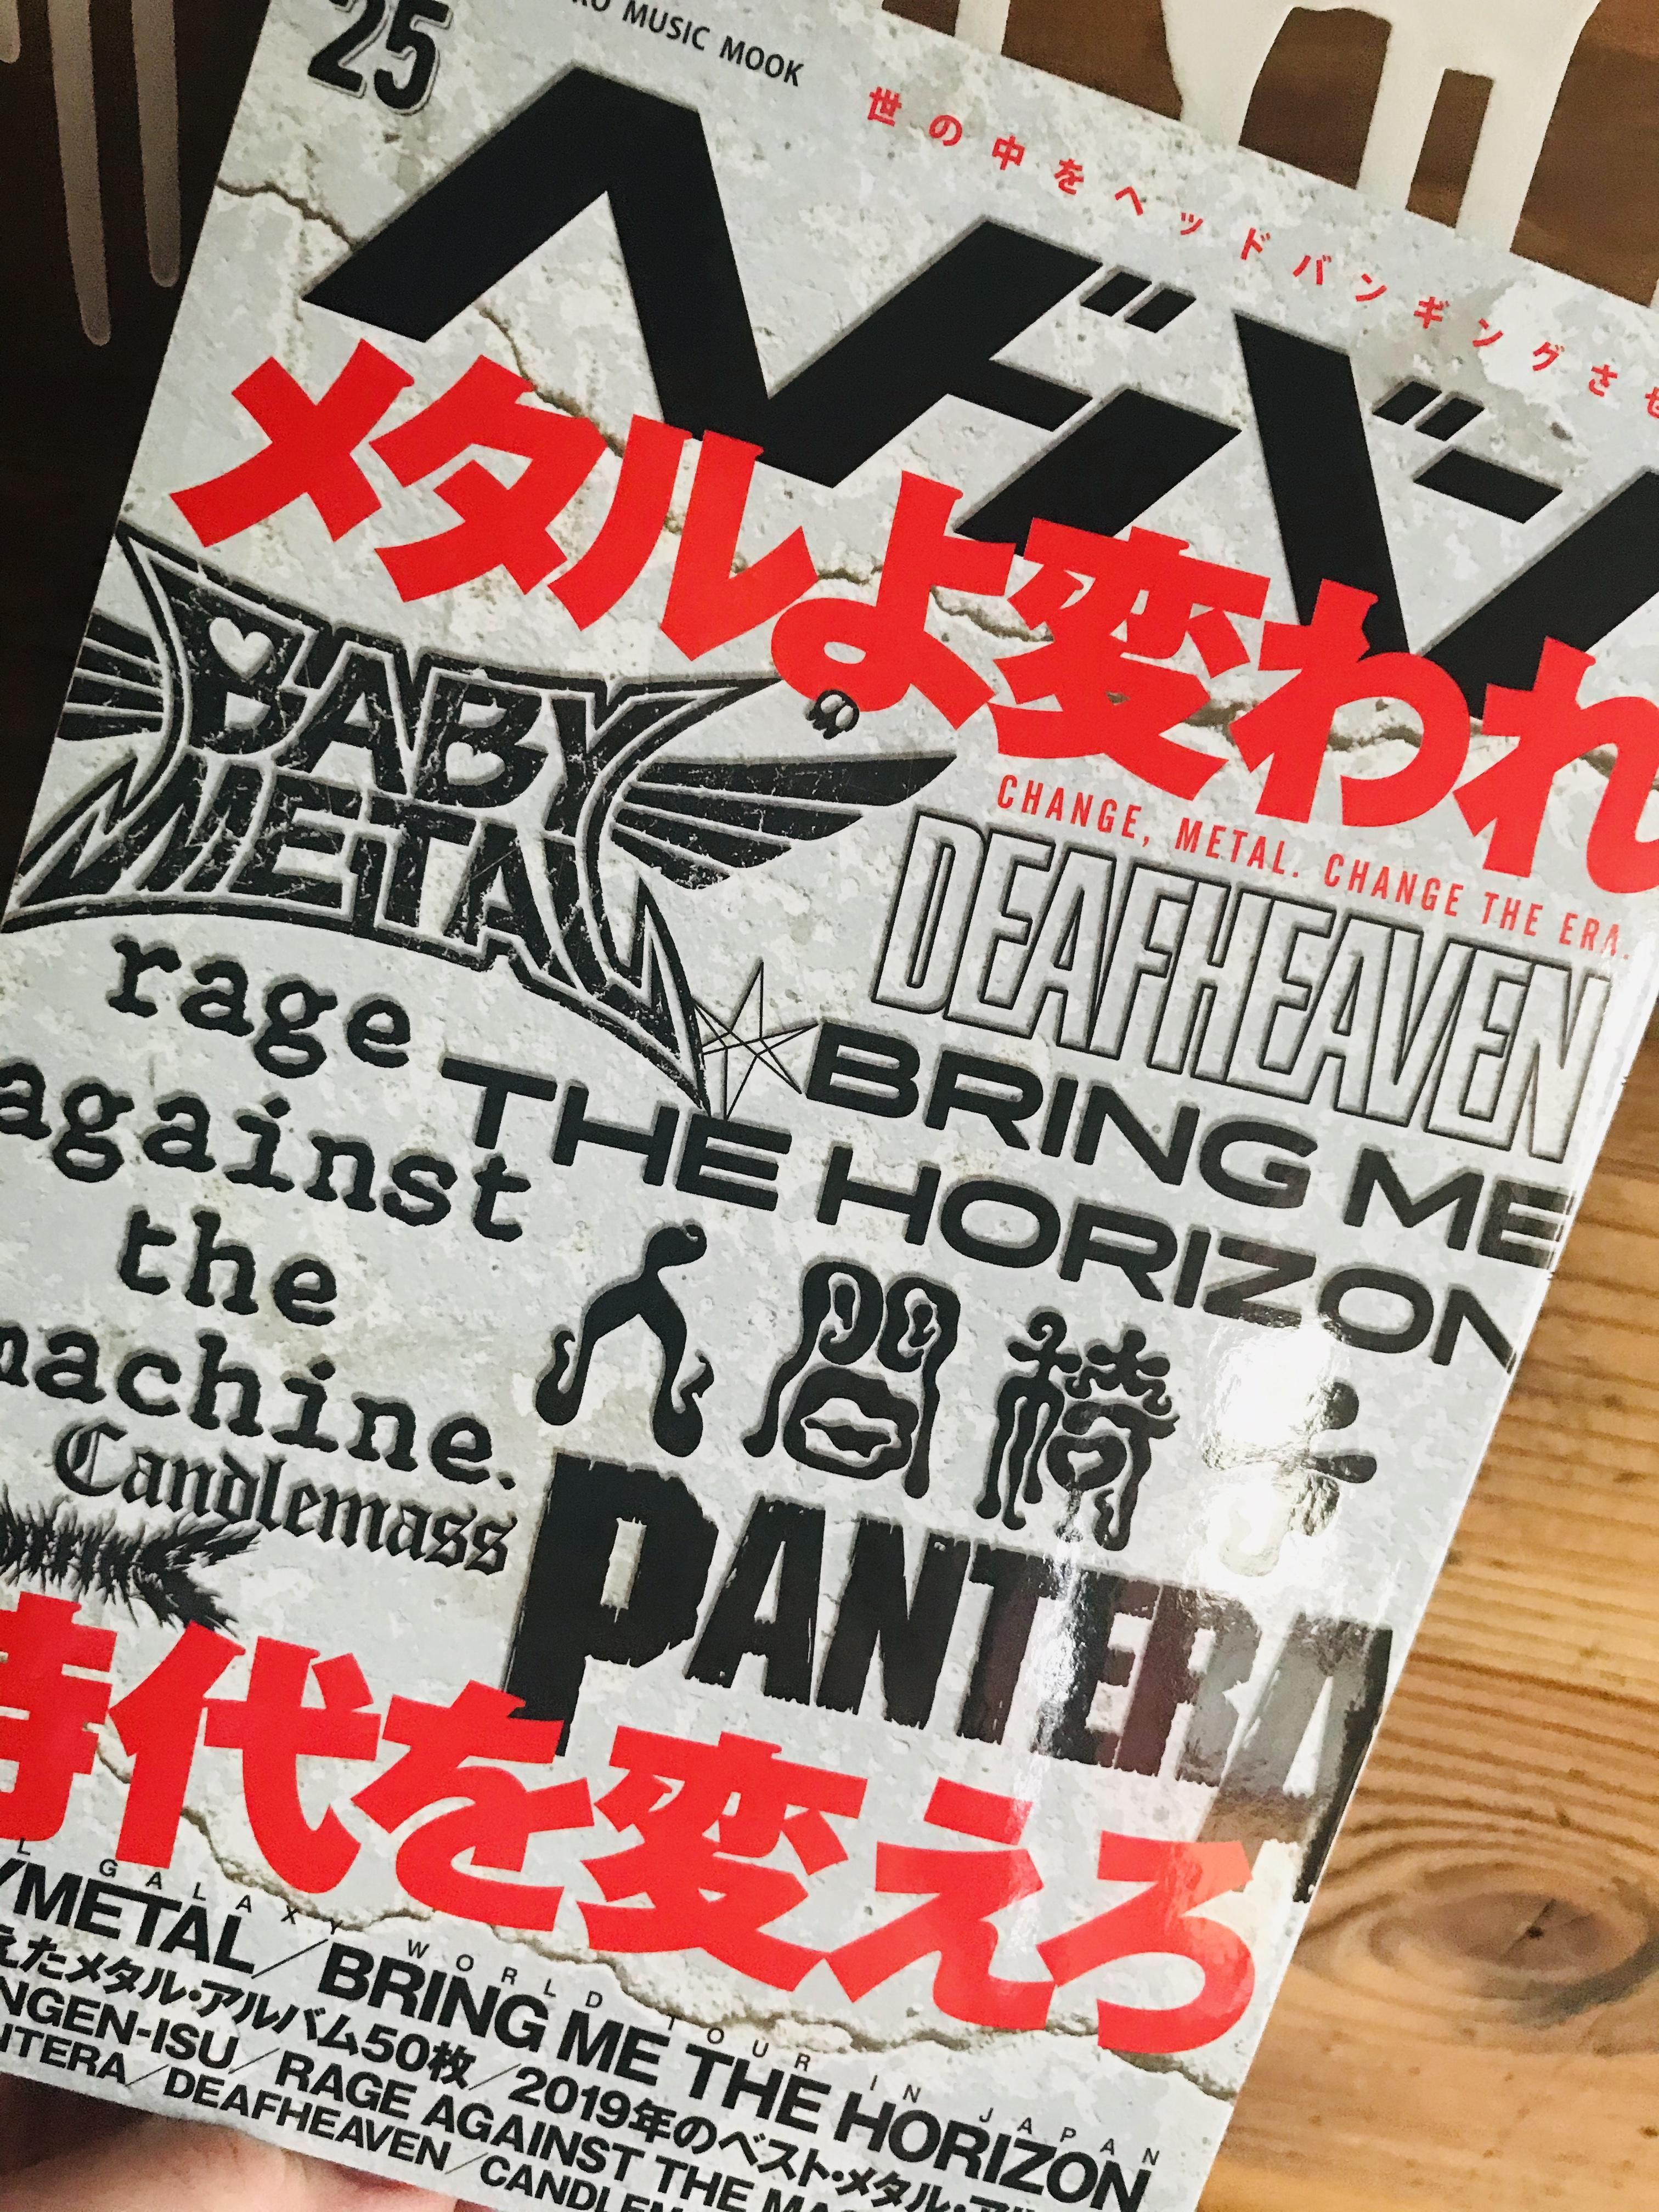 25
MUSIC MOOK
世の中をヘッドバンギングさせ
ヘドバン
メタルよ変われ
CHANGE, METAL. CHANGE THE ERA.
BABY
METAL
DEAFHEAVEN
rage
against
the
machine.
BRING ME
THE HORIZON
人間椅子
Candlemass
PANTERA
時代を変えろ
GALAXY WORLD TOUR IN JAPAN
YMETAL／BRING ME THE HORIZON
えたメタル・アルバム50枚／2019年のベスト・メタル・アル
NGEN-ISU／RAGE AGAINST THE MA
NTERA／DEAFHEAVEN／CANDLEM